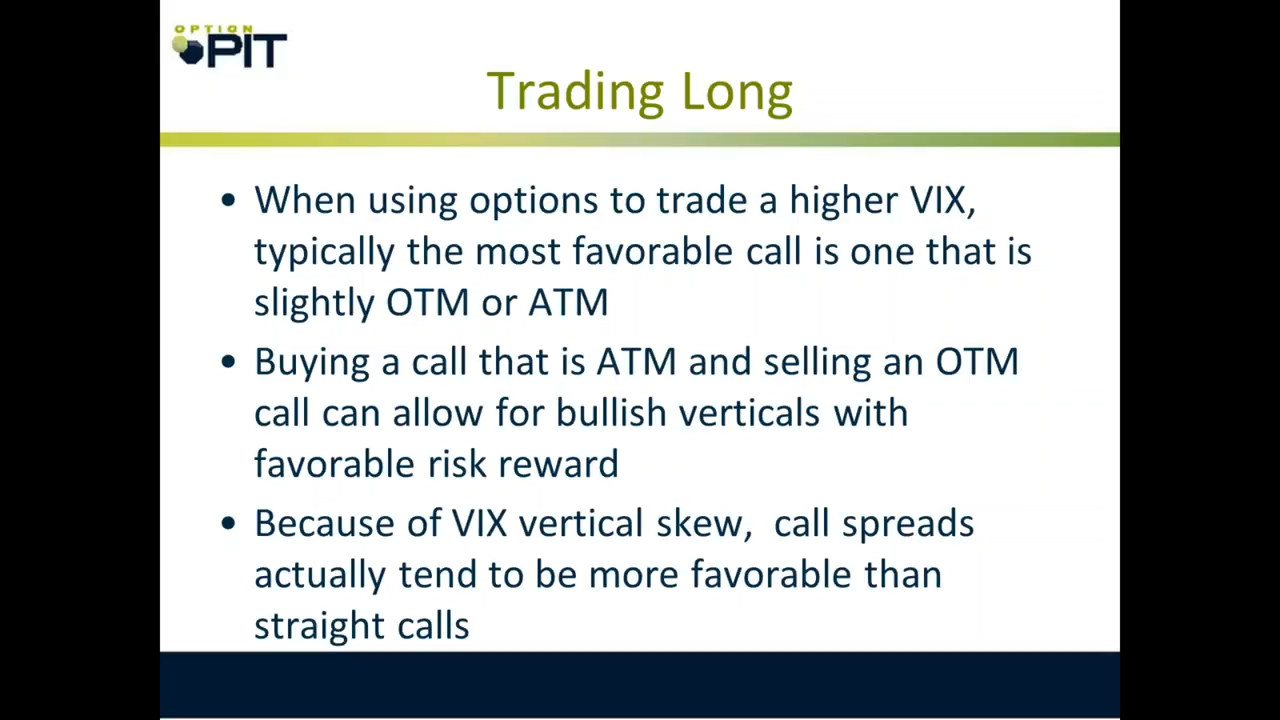 OPTION
PIT
Trading Long
• When using options to trade a higher VIX,
typically the most favorable call is one that is
slightly OTM or ATM
• Buying a call that is ATM and selling an OTM
call can allow for bullish verticals with
favorable risk reward
• Because of VIX vertical skew,  call spreads
actually tend to be more favorable than
straight calls